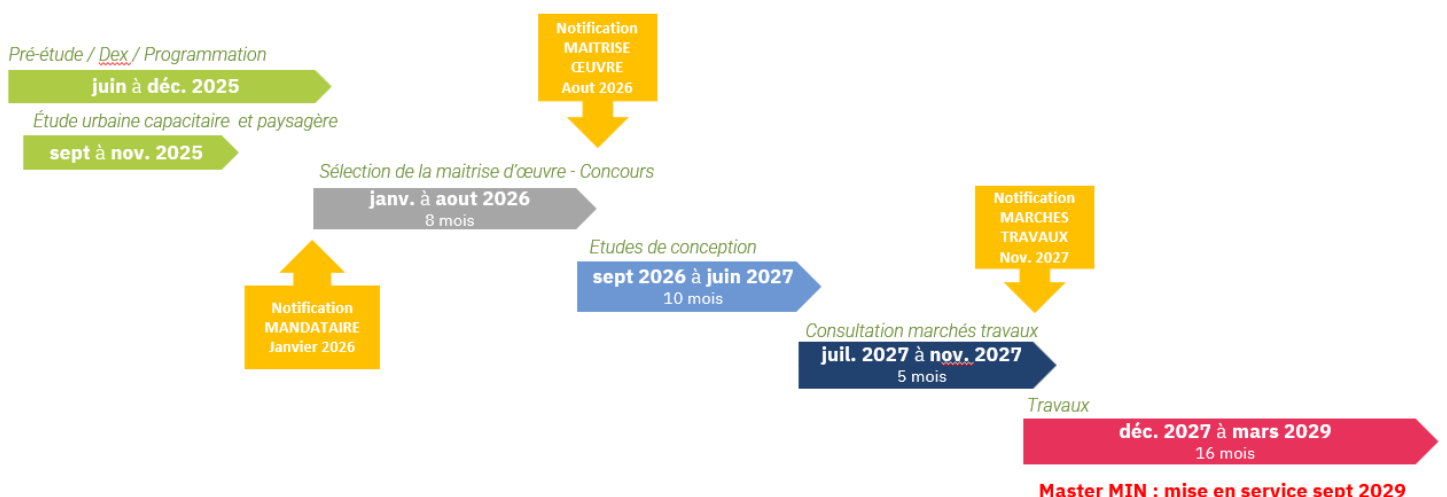 Pré-étude / Dex / Programmation
juin à déc. 2025
Étude urbaine capacitaire et paysagère
sept à nov. 2025
Notification
MAITRISE
ŒUVRE
Aout 2026
Sélection de la maitrise d'œuvre - Concours
janv. à aout 2026
8 mois
Notification
MANDATAIRE
Janvier 2026
Etudes de conception
sept 2026 à juin 2027
10 mois
Notification
MARCHES
TRAVAUX
Nov. 2027
Consultation marchés travaux
juil. 2027 à nov. 2027
5 mois
Travaux
déc. 2027 à mars 2029
16 mois
Master MIN : mise en service sept 2029